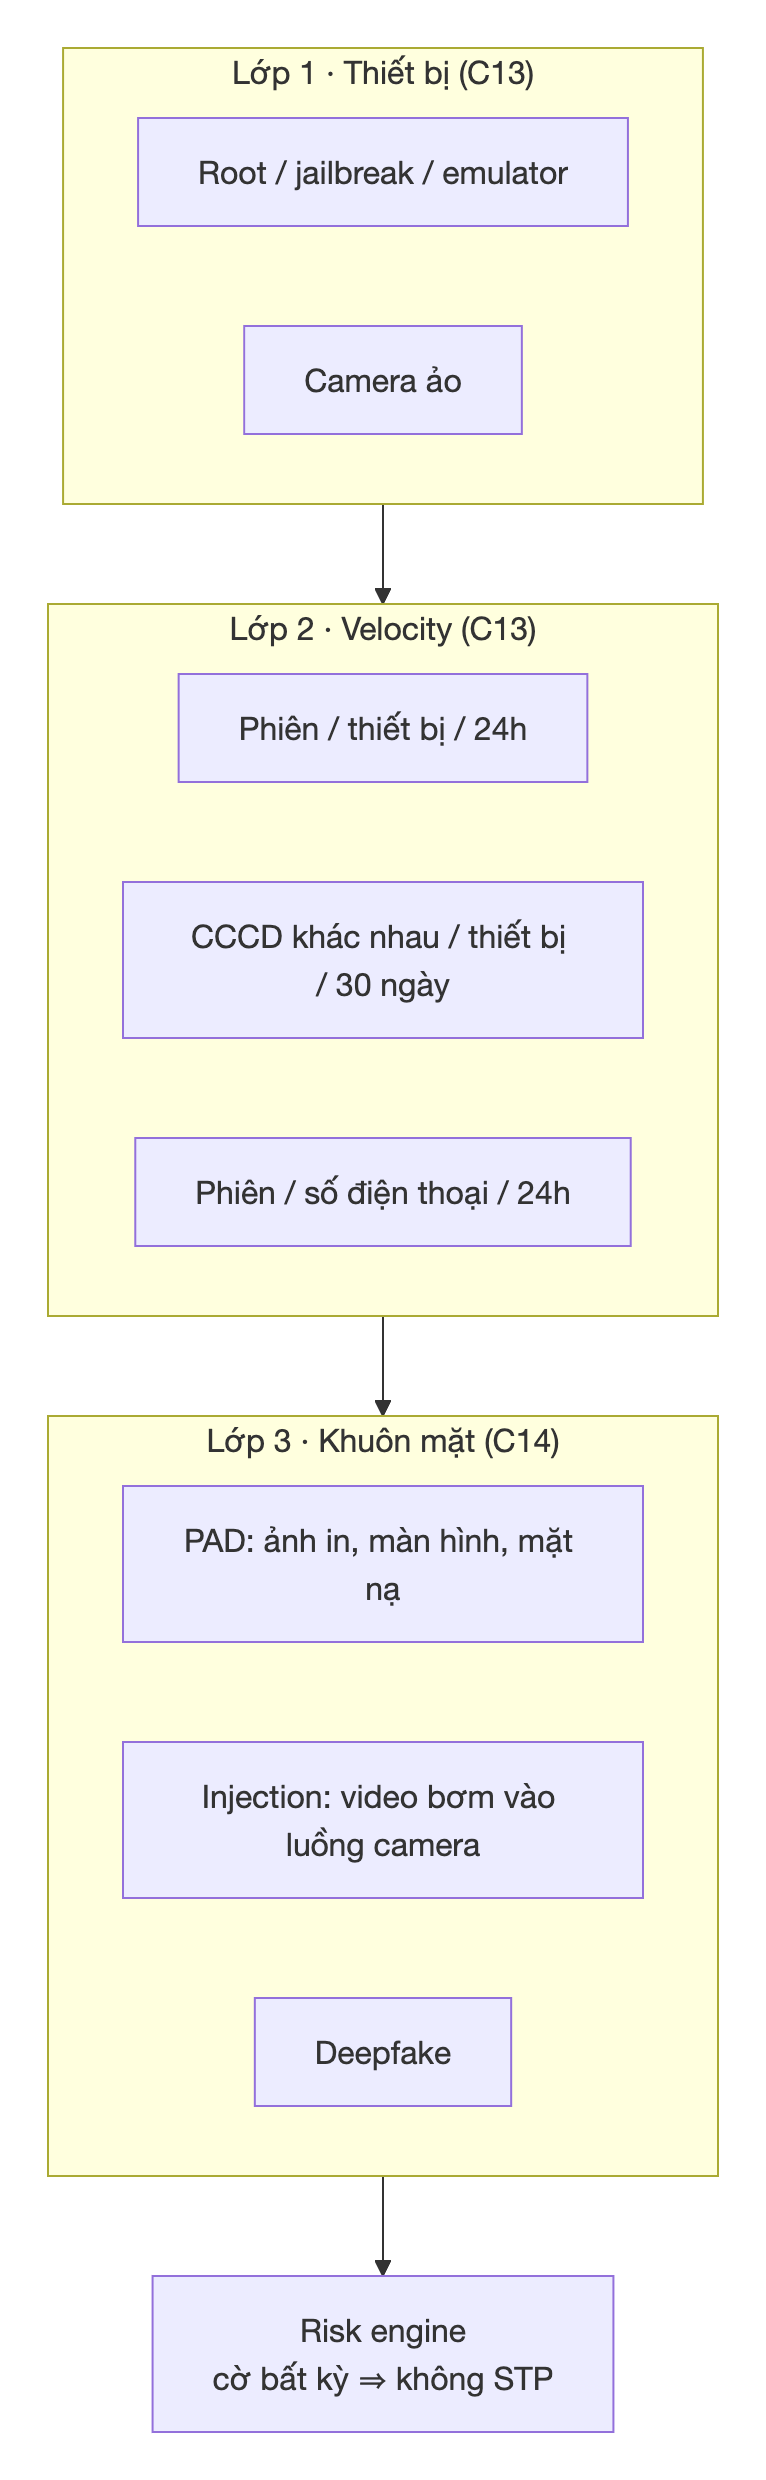 Lớp 1 · Thiết bị (C13)
Root / jailbreak / emulator
Camera ảo
Lớp 2 · Velocity (C13)
Phiên / thiết bị / 24h
CCCD khác nhau / thiết bị
/ 30 ngày
Phiên / số điện thoại / 24h
Lớp 3 · Khuôn mặt (C14)
PAD: ảnh in, màn hình, mặt
nạ
Injection: video bơm vào
luồng camera
Deepfake
Risk engine
cờ bất kỳ ⇒ không STP